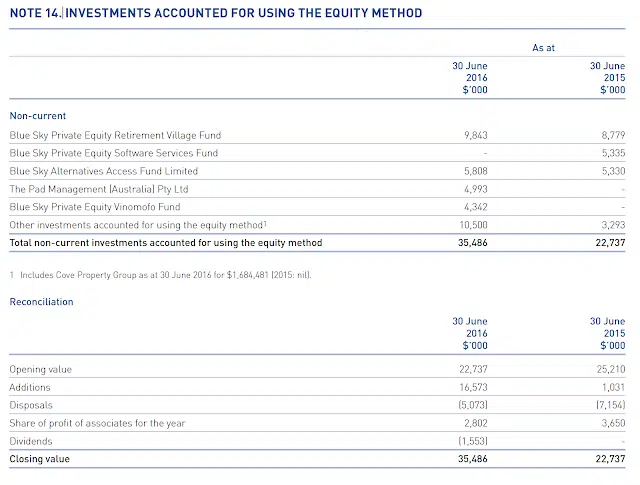 NOTE 14. INVESTMENTS ACCOUNTED FOR USING THE EQUITY METHOD
As at
30 June 30 June
2016 2015
$'000 $'000
Non-current
Blue Sky Private Equity Retirement Village Fund 9,843 8,779
Blue Sky Private Equity Software Services Fund - 5,335
Blue Sky Alternatives Access Fund Limited 5,808 5,330
The Pad Management (Australia) Pty Ltd 4,993 -
Blue Sky Private Equity Vinomofo Fund 4,342 -
Other investments accounted for using the equity method¹ 10,500 3,293
Total non-current investments accounted for using the equity method 35,486 22,737
1 Includes Cove Property Group as at 30 June 2016 for $1,684,481 (2015: nil).
Reconciliation
30 June 30 June
2016 2015
$'000 $'000
Opening value 22,737 25,210
Additions 16,573 1,031
Disposals (5,073) (7,154)
Share of profit of associates for the year 2,802 3,650
Dividends (1,553) -
Closing value 35,486 22,737